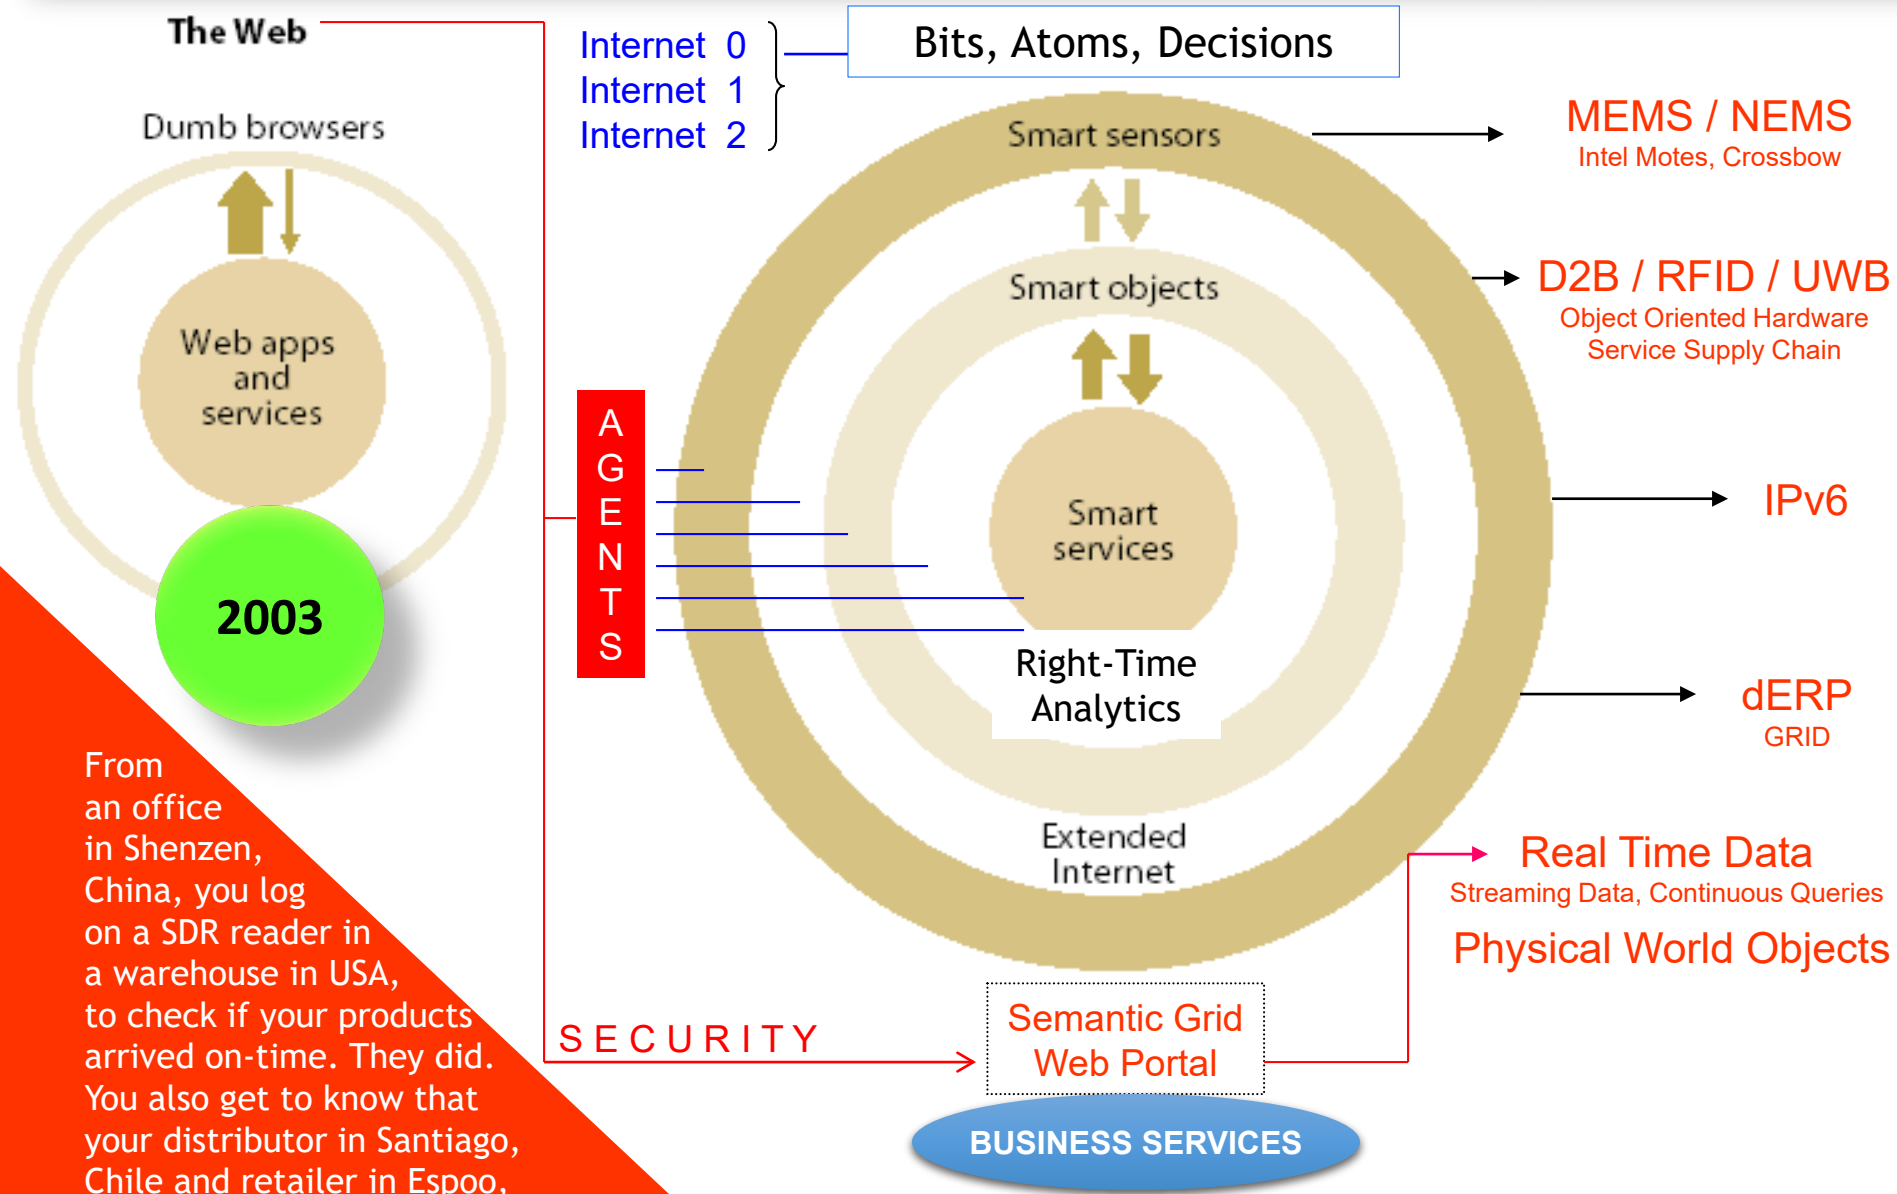 The Web
Dumb browsers
Web apps
and
services
2003
From
an office
in Shenzen,
China, you log
on a SDR reader in
a warehouse in USA,
to check if your products
arrived on-time. They did.
You also get to know that
your distributor in Santiago,
Chile and retailer in Espoo,
Internet 0
Internet 1
Internet 2
Bits, Atoms, Decisions
Smart sensors
Smart objects
Smart
services
Right-Time
Analytics
Extended
Internet
A
G
E
N
T
S
MEMS / NEMS
Intel Motes, Crossbow
D2B / RFID / UWB
Object Oriented Hardware
Service Supply Chain
IPv6
dERP
GRID
Real Time Data
Streaming Data, Continuous Queries
Physical World Objects
SECURITY
Semantic Grid
Web Portal
BUSINESS SERVICES